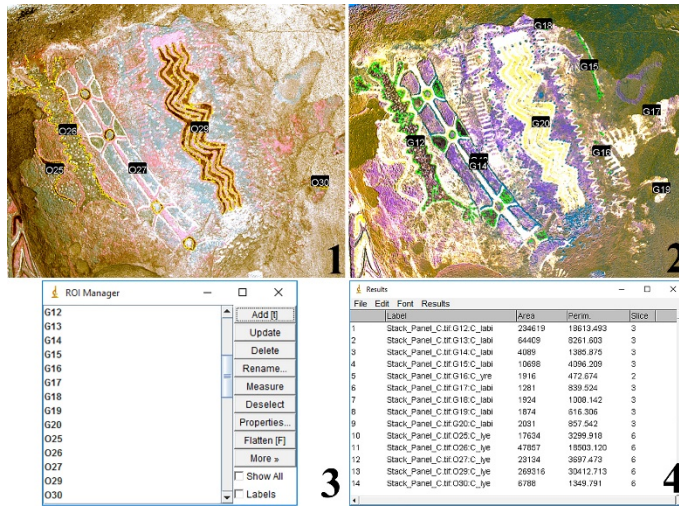 O26
O29
O25
O27
O30
1
G18
G15
G17
G20
G12
G16
G14
G19
2
ROI Manager
G12
G13
G14
G15
G16
G17
G18
G19
G20
O25
O26
O27
O29
O30
Add [t]
Update
Delete
Rename...
Measure
Deselect
Properties...
Flatten [F]
More »
Show All
Labels
3
Results
File Edit Font Results
Label Area Perim. Slice
1 Stack_Panel_C.tif:G12:C_labi 234619 18613.493 3
2 Stack_Panel_C.tif:G13:C_labi 64409 8261.603 3
3 Stack_Panel_C.tif:G14:C_labi 4089 1385.875 3
4 Stack_Panel_C.tif:G15:C_labi 10698 4096.209 3
5 Stack_Panel_C.tif:G16:C_yre 1916 472.674 2
6 Stack_Panel_C.tif:G17:C_labi 1281 839.524 3
7 Stack_Panel_C.tif:G18:C_labi 1924 1008.142 3
8 Stack_Panel_C.tif:G19:C_labi 1874 616.306 3
9 Stack_Panel_C.tif:G20:C_labi 2031 857.542 3
10 Stack_Panel_C.tif:O25:C_lye 17634 3299.918 6
11 Stack_Panel_C.tif:O26:C_lye 47857 18503.120 6
12 Stack_Panel_C.tif:O27:C_lye 23134 3697.473 6
13 Stack_Panel_C.tif:O29:C_lye 269316 30412.713 6
14 Stack_Panel_C.tif:O30:C_lye 6788 1349.791 6
4